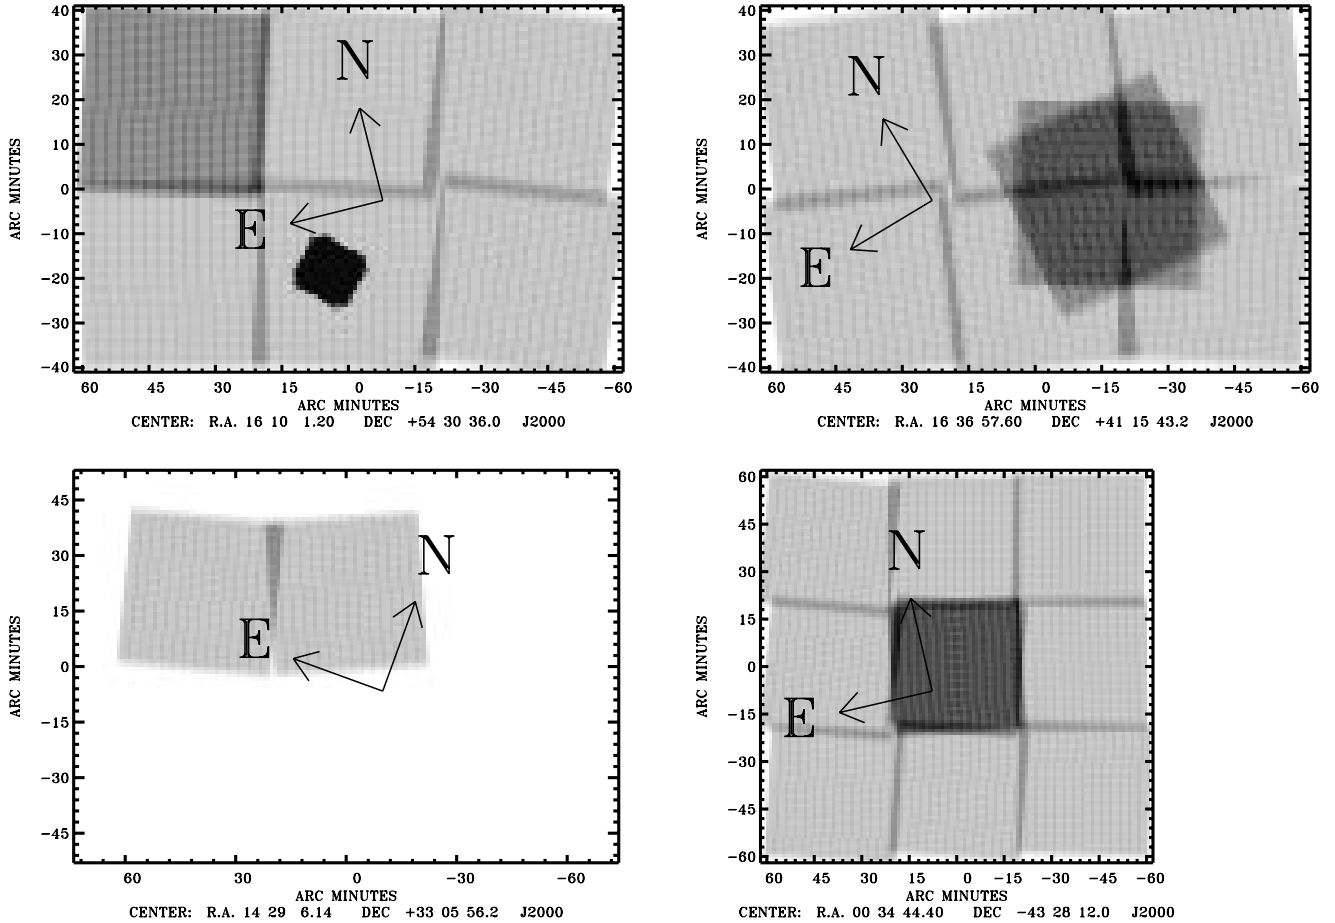 40
30
20
10
0
−10
−20
−30
−40
ARC MINUTES
N
E
60 45 30 15 0 −15 −30 −45 −60
ARC MINUTES
CENTER: R.A. 16 10 1.20 DEC +54 30 36.0 J2000
40
30
20
10
0
−10
−20
−30
−40
ARC MINUTES
N
E
60 45 30 15 0 −15 −30 −45 −60
ARC MINUTES
CENTER: R.A. 16 36 57.60 DEC +41 15 43.2 J2000
45
30
15
0
−15
−30
−45
ARC MINUTES
N
E
60 30 0 −30 −60
ARC MINUTES
CENTER: R.A. 14 29 6.14 DEC +33 05 56.2 J2000
60
45
30
15
0
−15
−30
−45
−60
ARC MINUTES
N
E
60 45 30 15 0 −15 −30 −45 −60
ARC MINUTES
CENTER: R.A. 00 34 44.40 DEC −43 28 12.0 J2000